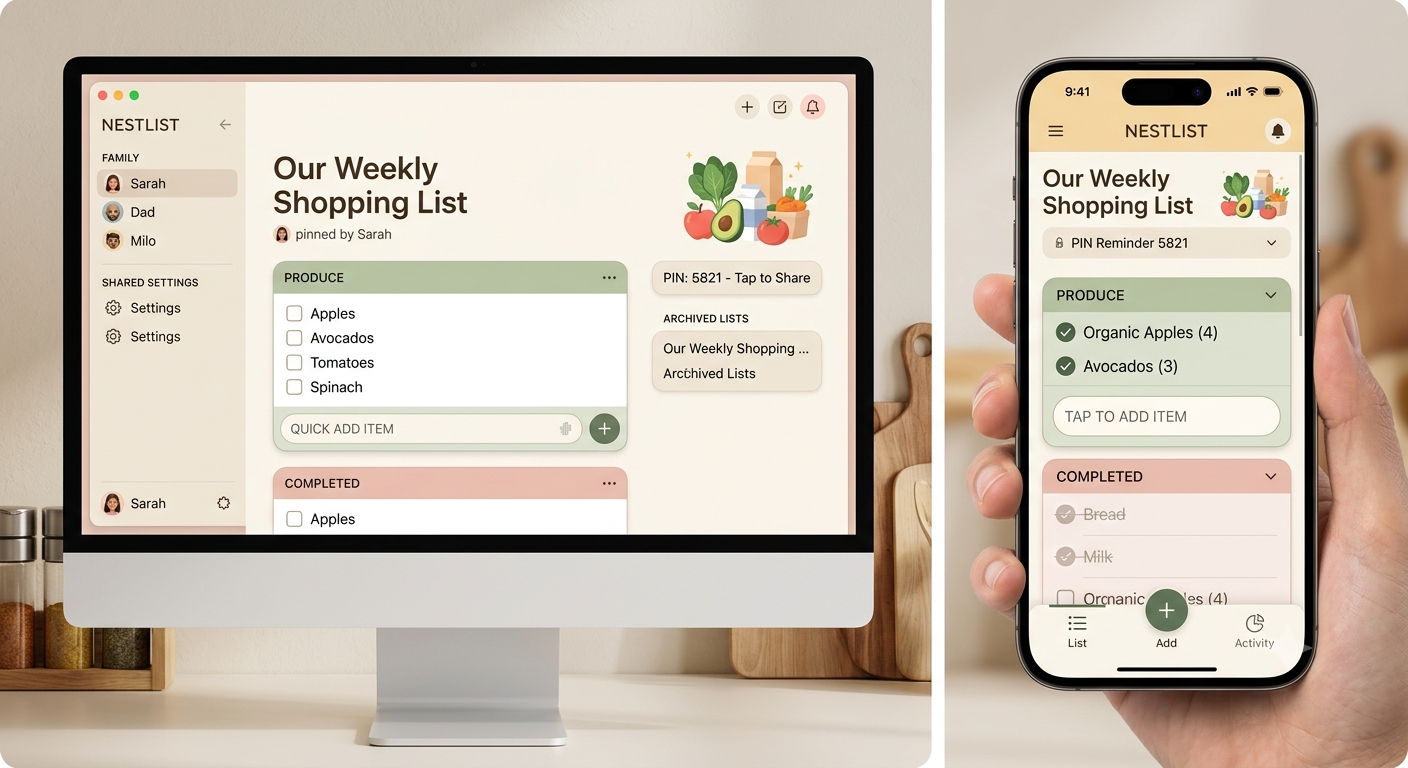 NESTLIST
FAMILY
Sarah
Dad
Milo
SHARED SETTINGS
Settings
Settings
Sarah
Our Weekly
Shopping List
pinned by Sarah
PRODUCE
Apples
Avocados
Tomatoes
Spinach
QUICK ADD ITEM
COMPLETED
Apples
PIN: 5821 - Tap to Share
ARCHIVED LISTS
Our Weekly Shopping ...
Archived Lists
9:41
NESTLIST
Our Weekly
Shopping List
PIN Reminder 5821
PRODUCE
Organic Apples (4)
Avocados (3)
TAP TO ADD ITEM
COMPLETED
Bread
Milk
(4)
List
Add
Activity